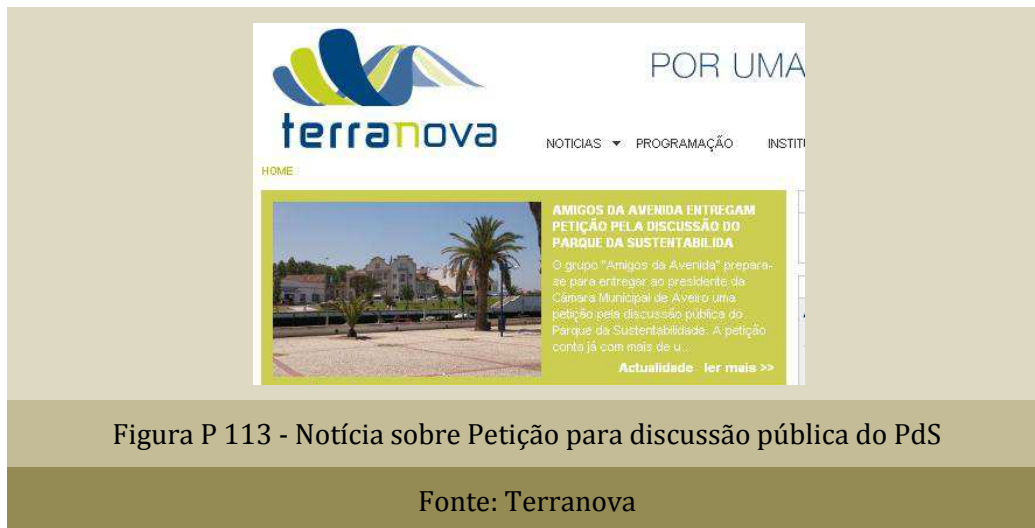 POR UMA
terranova
NOTICIAS PROGRAMAÇÃO INSTIT
HOME
AMIGOS DA AVENIDA ENTREGAM
PETIÇÃO PELA DISCUSSÃO DO
PARQUE DA SUSTENTABILIDA
O grupo "Amigos da Avenida" prepara-
se para entregar ao presidente da
Câmara Municipal de Aveiro uma
petição pela discussão pública do
Parque da Sustentabilidade. A petição
conta já com mais de u...
Actualidade ler mais >>
Figura P 113 - Notícia sobre Petição para discussão pública do PdS
Fonte: Terranova